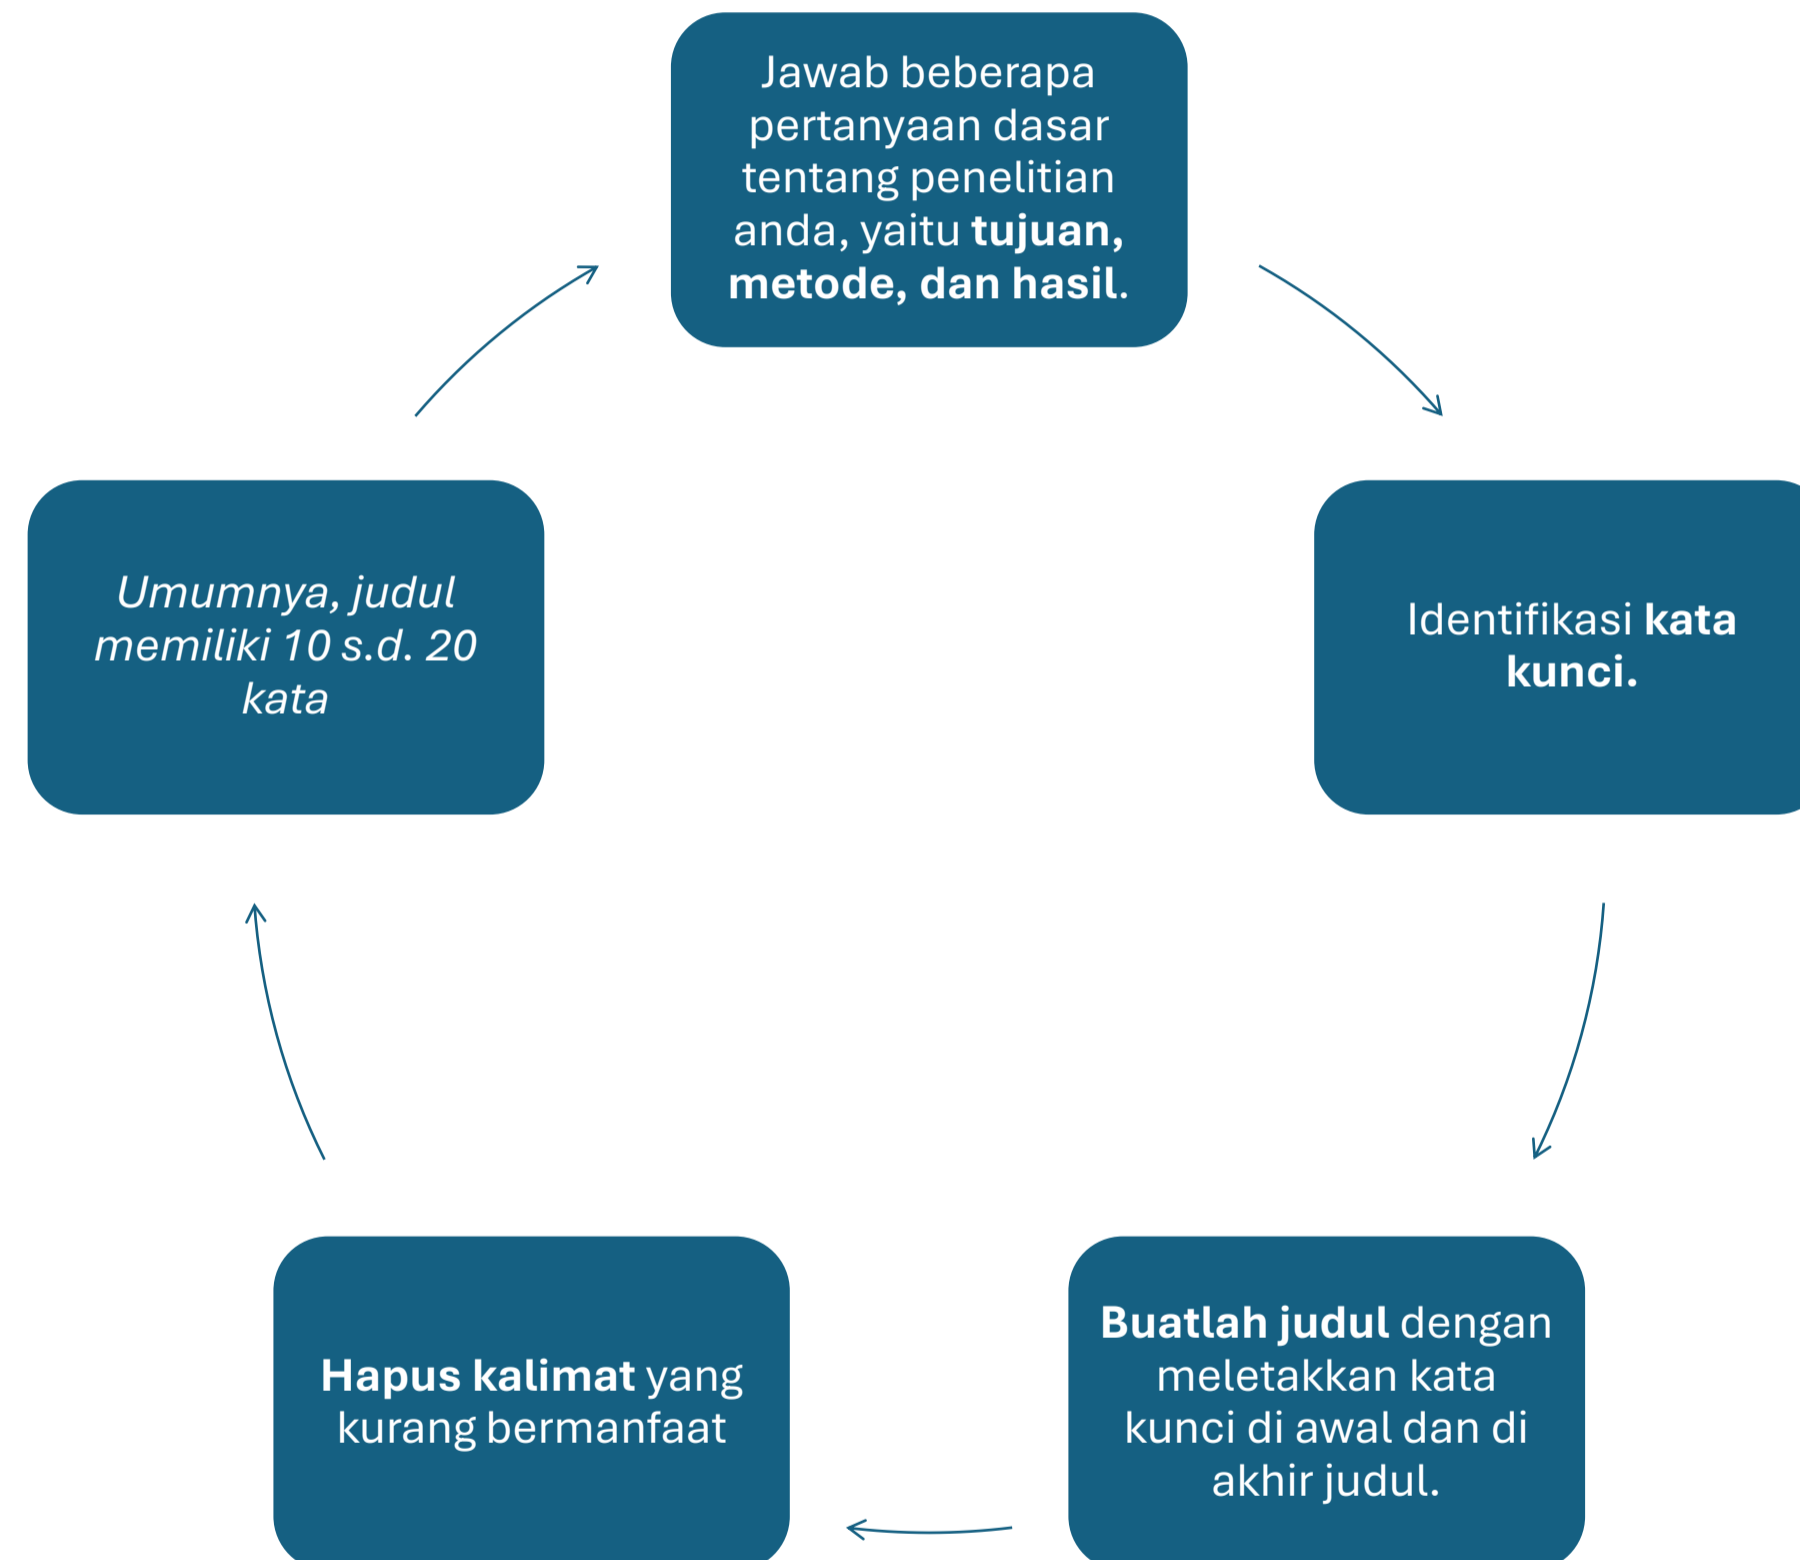 Jawab beberapa
pertanyaan dasar
tentang penelitian
anda, yaitu tujuan,
metode, dan hasil.
Identifikasi kata
kunci.
Buatlah judul dengan
meletakkan kata
kunci di awal dan di
akhir judul.
Hapus kalimat yang
kurang bermanfaat
Umumnya, judul
memiliki 10 s.d. 20
kata